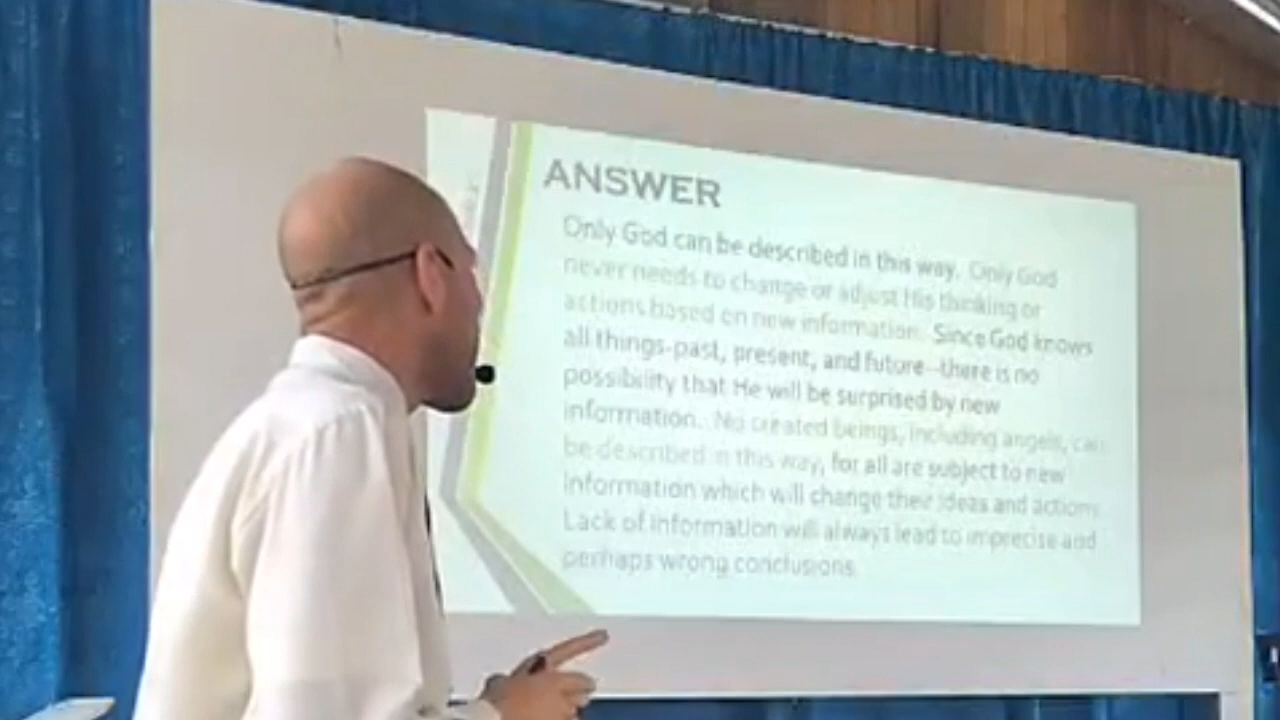 ANSWER
Only God can be described in this way. Only God
never needs to change or adjust His thinking or
actions based on new information. Since God knows
all things-past, present, and future--there is no
possibility that He will be surprised by new
information. No created beings, including angels, can
be described in this way, for all are subject to new
information which will change their ideas and actions.
Lack of information will always lead to imprecise and
perhaps wrong conclusions.